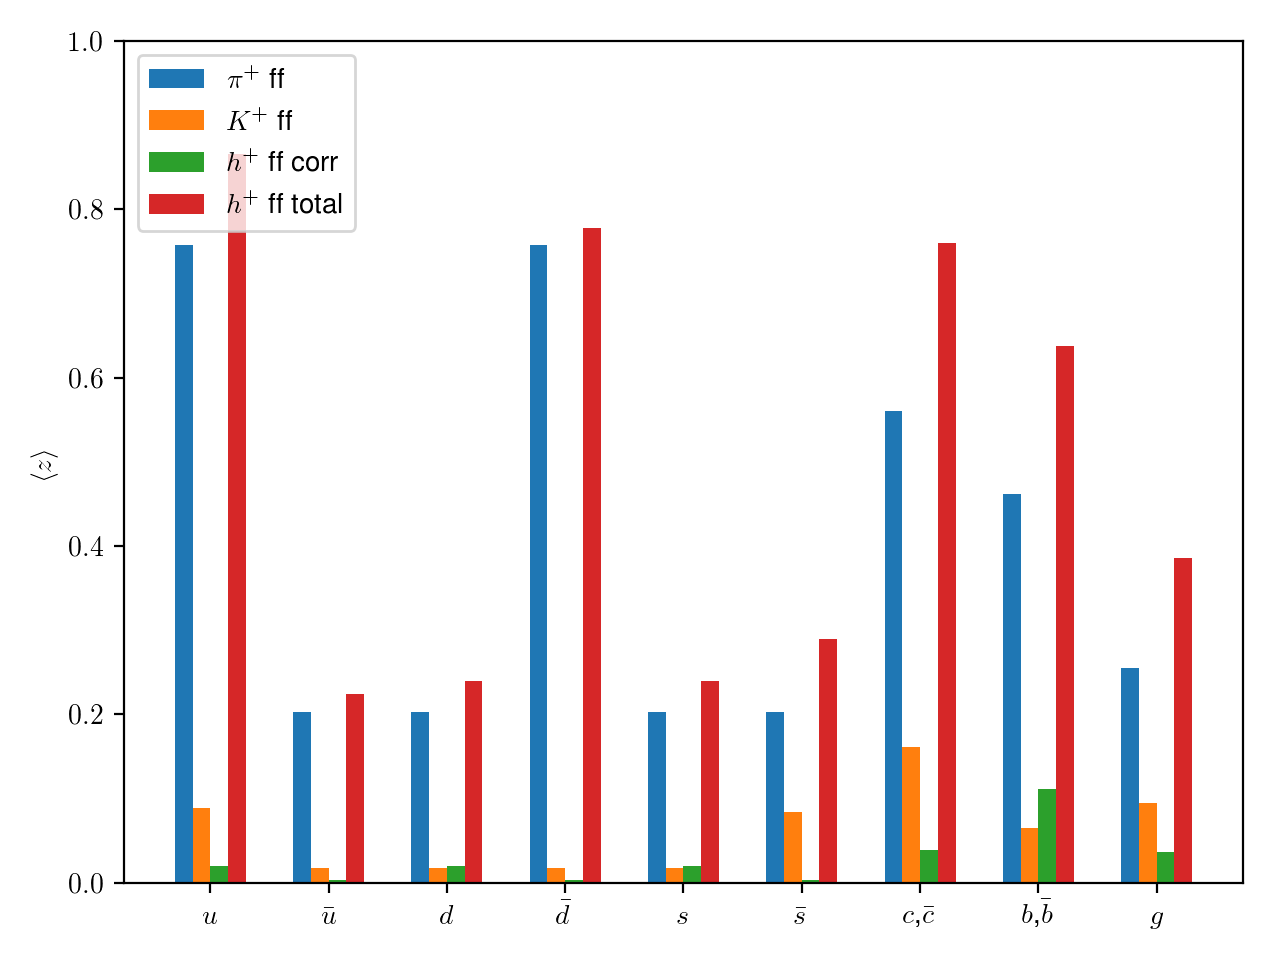 1.0
0.8
0.6
0.4
0.2
0.0
⟨z⟩
π⁺ ff
K⁺ ff
h⁺ ff corr
h⁺ ff total
u ū d d̄ s s̄ c,c̄ b,b̄ g